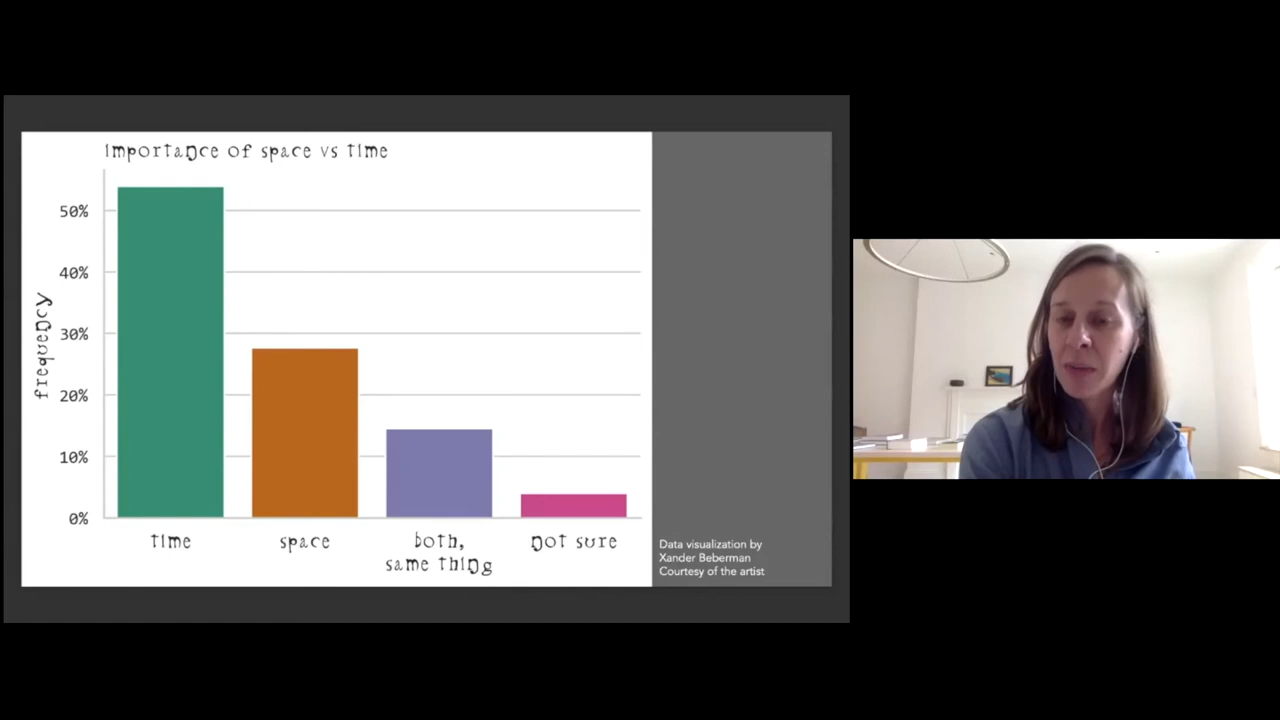 importance of space vs time
50%
40%
30%
20%
10%
0%
frequency
time
space
both,
same thing
not sure
Data visualization by
Xander Beberman
Courtesy of the artist